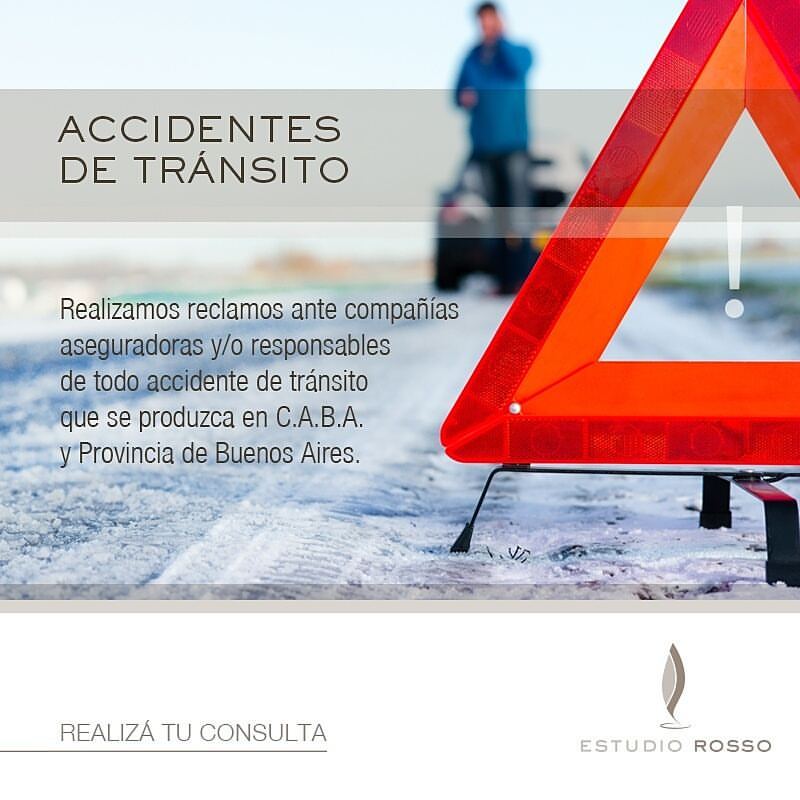 ACCIDENTES
DE TRÁNSITO
!
Realizamos reclamos ante compañías
aseguradoras y/o responsables
de todo accidente de tránsito
que se produzca en C.A.B.A.
y Provincia de Buenos Aires.
REALIZÁ TU CONSULTA
ESTUDIO ROSSO